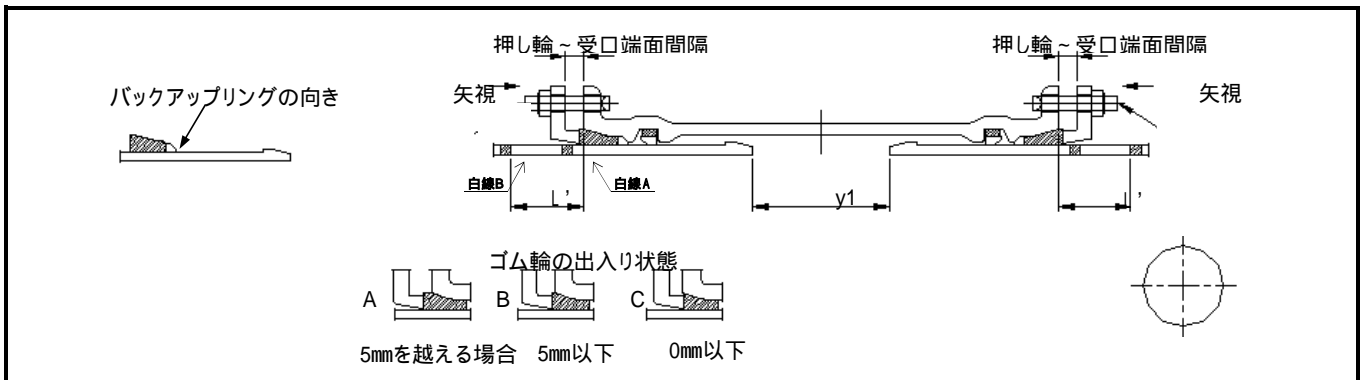 押し輪~受口端面間隔
押し輪~受口端面間隔
バックアップリングの向き
矢視
矢視
白線B
L'
白線A
y1
L'
ゴム輪の出入り状態
A
B
C
5mmを越える場合
5mm以下
0mm以下